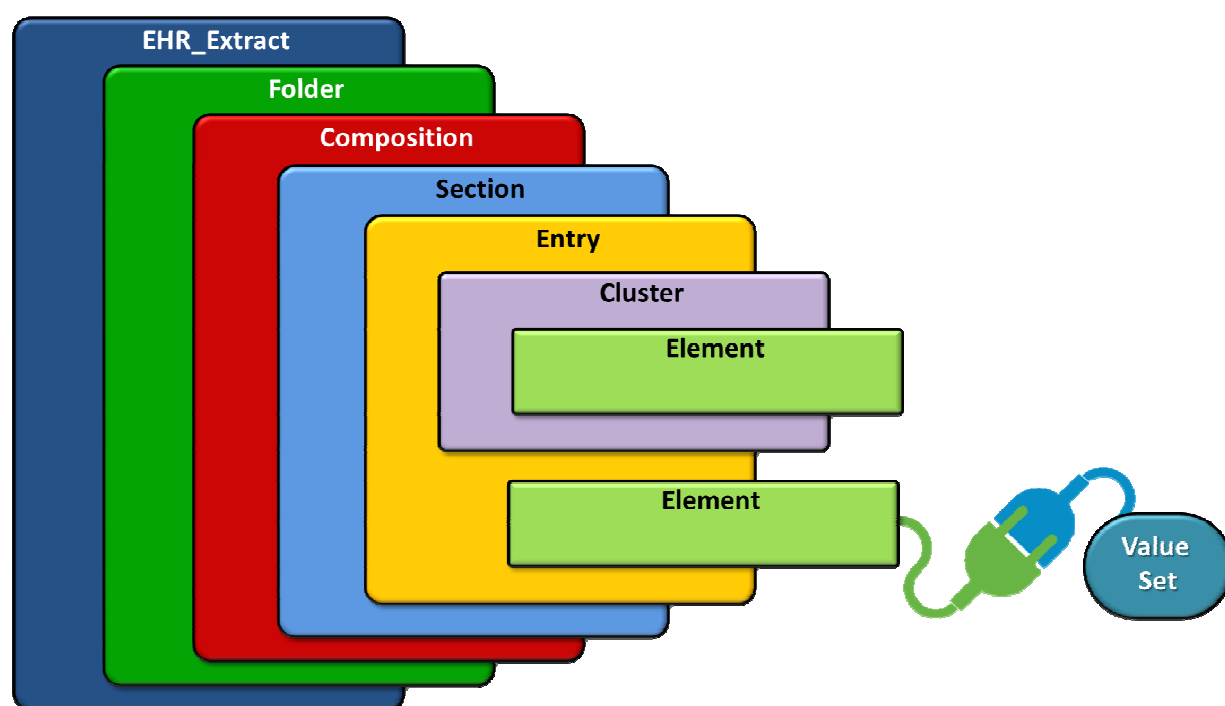 EHR_Extract
Folder
Composition
Section
Entry
Cluster
Element
Element
Value
Set